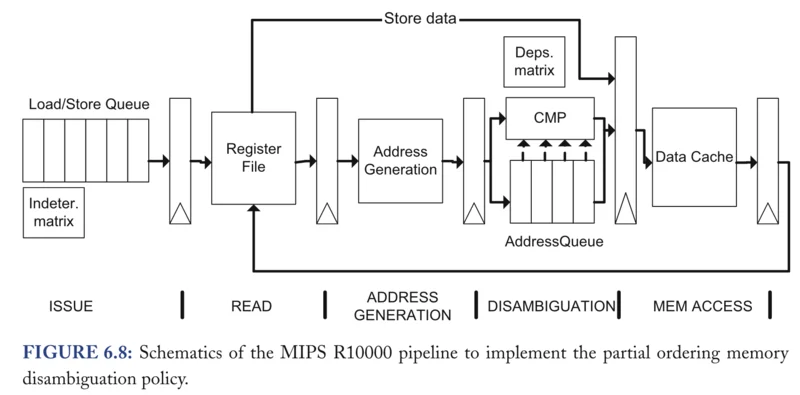 Store data
Deps.
matrix
Load/Store Queue
CMP
Register
File
Address
Generation
Data Cache
Indeter.
matrix
AddressQueue
ISSUE
READ
ADDRESS
GENERATION
DISAMBIGUATION
MEM ACCESS
FIGURE 6.8: Schematics of the MIPS R10000 pipeline to implement the partial ordering memory
disambiguation policy.